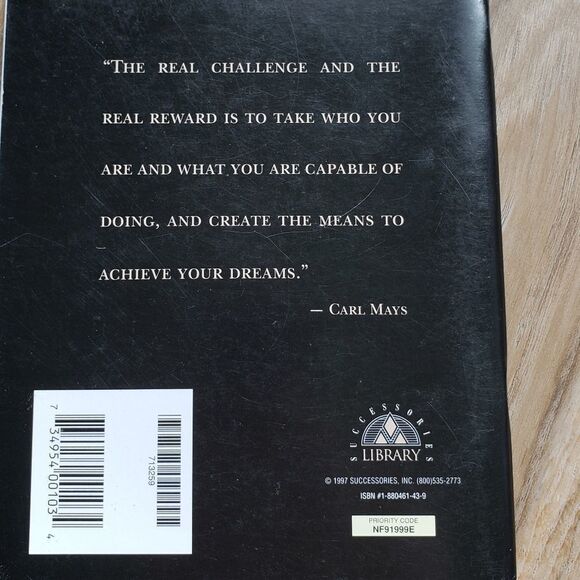 “THE REAL CHALLENGE AND THE
REAL REWARD IS TO TAKE WHO YOU
ARE AND WHAT YOU ARE CAPABLE OF
DOING, AND CREATE THE MEANS TO
ACHIEVE YOUR DREAMS.”
— CARL MAYS
7 34954 00103 4
713259
SUCCESSORIES
LIBRARY
© 1997 SUCCESSORIES, INC. (800)535-2773
ISBN #1-880461-43-9
PRIORITY CODE
NF91999E